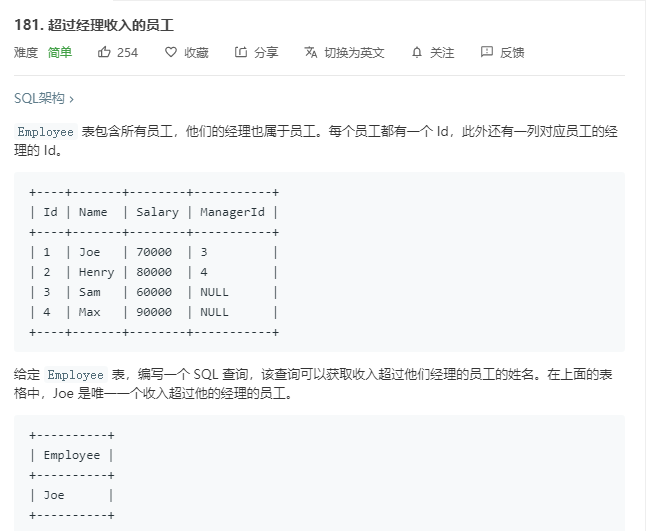 181. 超过经理收入的员工
难度 简单 254 收藏 分享 切换为英文 关注 反馈
SQL架构 ›
Employee 表包含所有员工，他们的经理也属于员工。每个员工都有一个 Id，此外还有一列对应员工的经
理的 Id。
+----+-------+--------+-----------+
| Id | Name  | Salary | ManagerId |
+----+-------+--------+-----------+
| 1  | Joe   | 70000  | 3         |
| 2  | Henry | 80000  | 4         |
| 3  | Sam   | 60000  | NULL      |
| 4  | Max   | 90000  | NULL      |
+----+-------+--------+-----------+
给定 Employee 表，编写一个 SQL 查询，该查询可以获取收入超过他们经理的员工的姓名。在上面的表
格中，Joe 是唯一一个收入超过他的经理的员工。
+----------+
| Employee |
+----------+
| Joe      |
+----------+